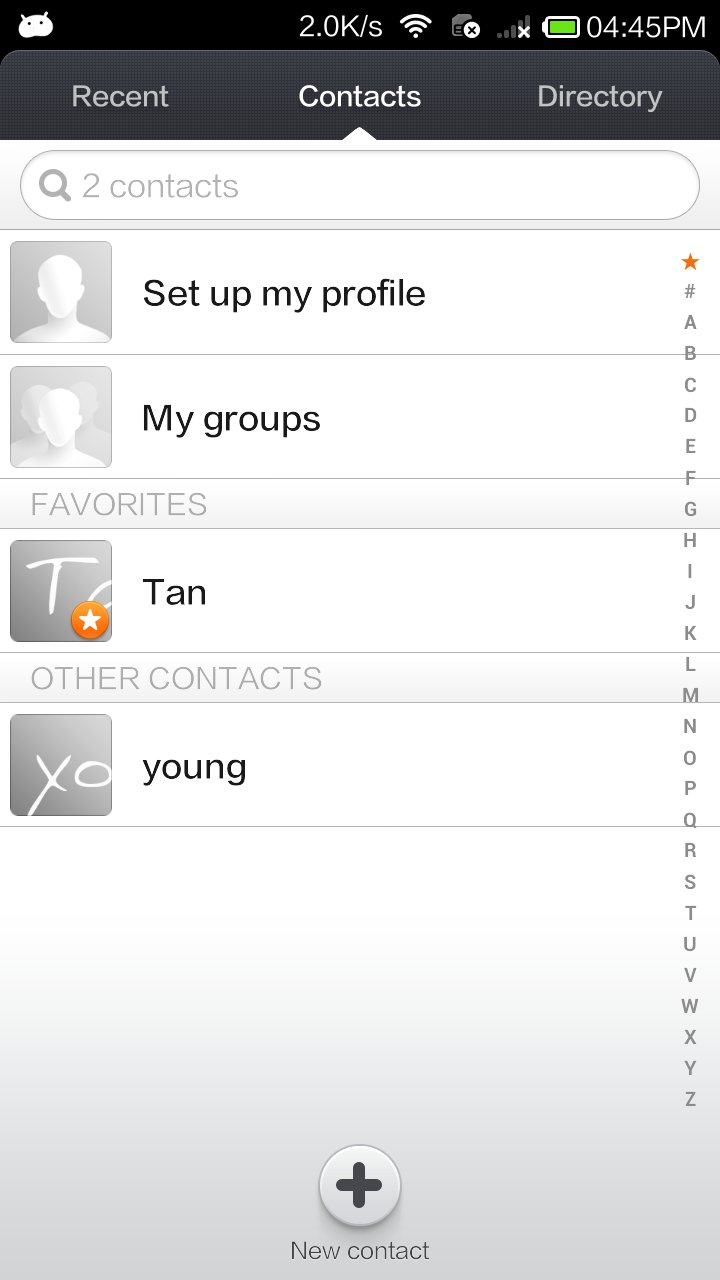 2.0K/s 04:45PM
Recent Contacts Directory
2 contacts
Set up my profile
My groups
FAVORITES
To
Tan
OTHER CONTACTS
yo
young
★
#
A
B
C
D
E
F
G
H
I
J
K
L
M
N
O
P
Q
R
S
T
U
V
W
X
Y
Z
New contact